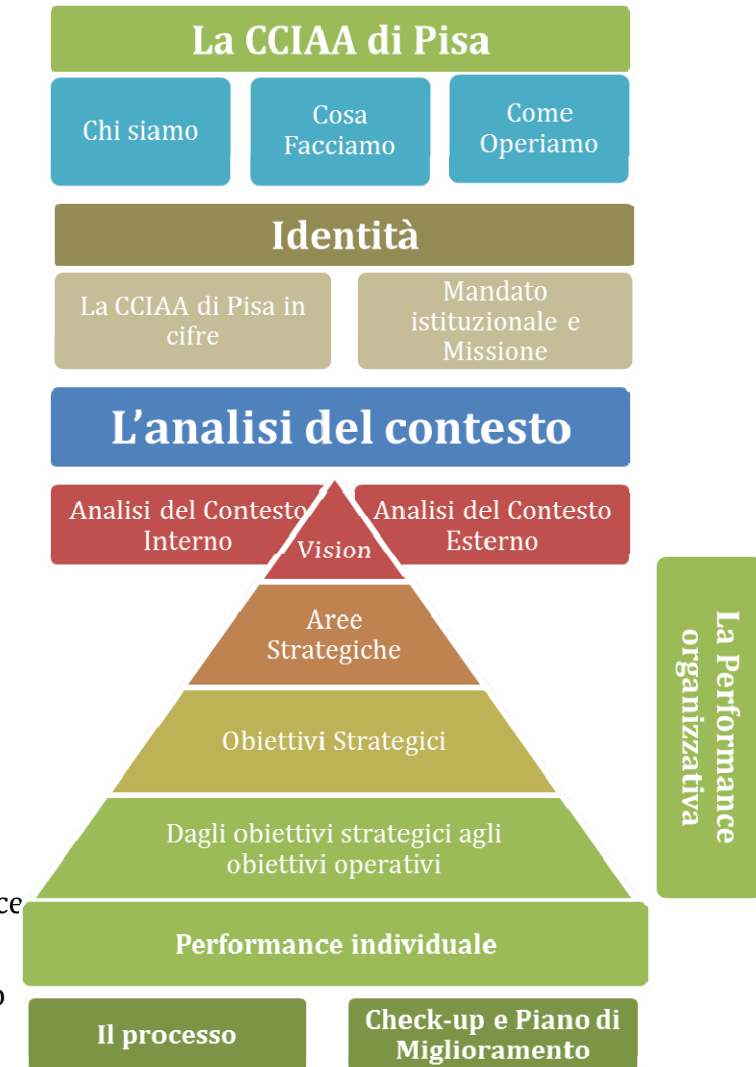 La CCIAA di Pisa
Chi siamo
Cosa
Facciamo
Come
Operiamo
Identità
La CCIAA di Pisa in
cifre
Mandato
istituzionale e
Missione
L'analisi del contesto
Analisi del Contesto
Interno
Analisi del Contesto
Esterno
Vision
Aree
Strategiche
Obiettivi Strategici
Dagli obiettivi strategici agli
obiettivi operativi
La Performance
organizzativa
ce
Performance individuale
o
Il processo
Check-up e Piano di
Miglioramento